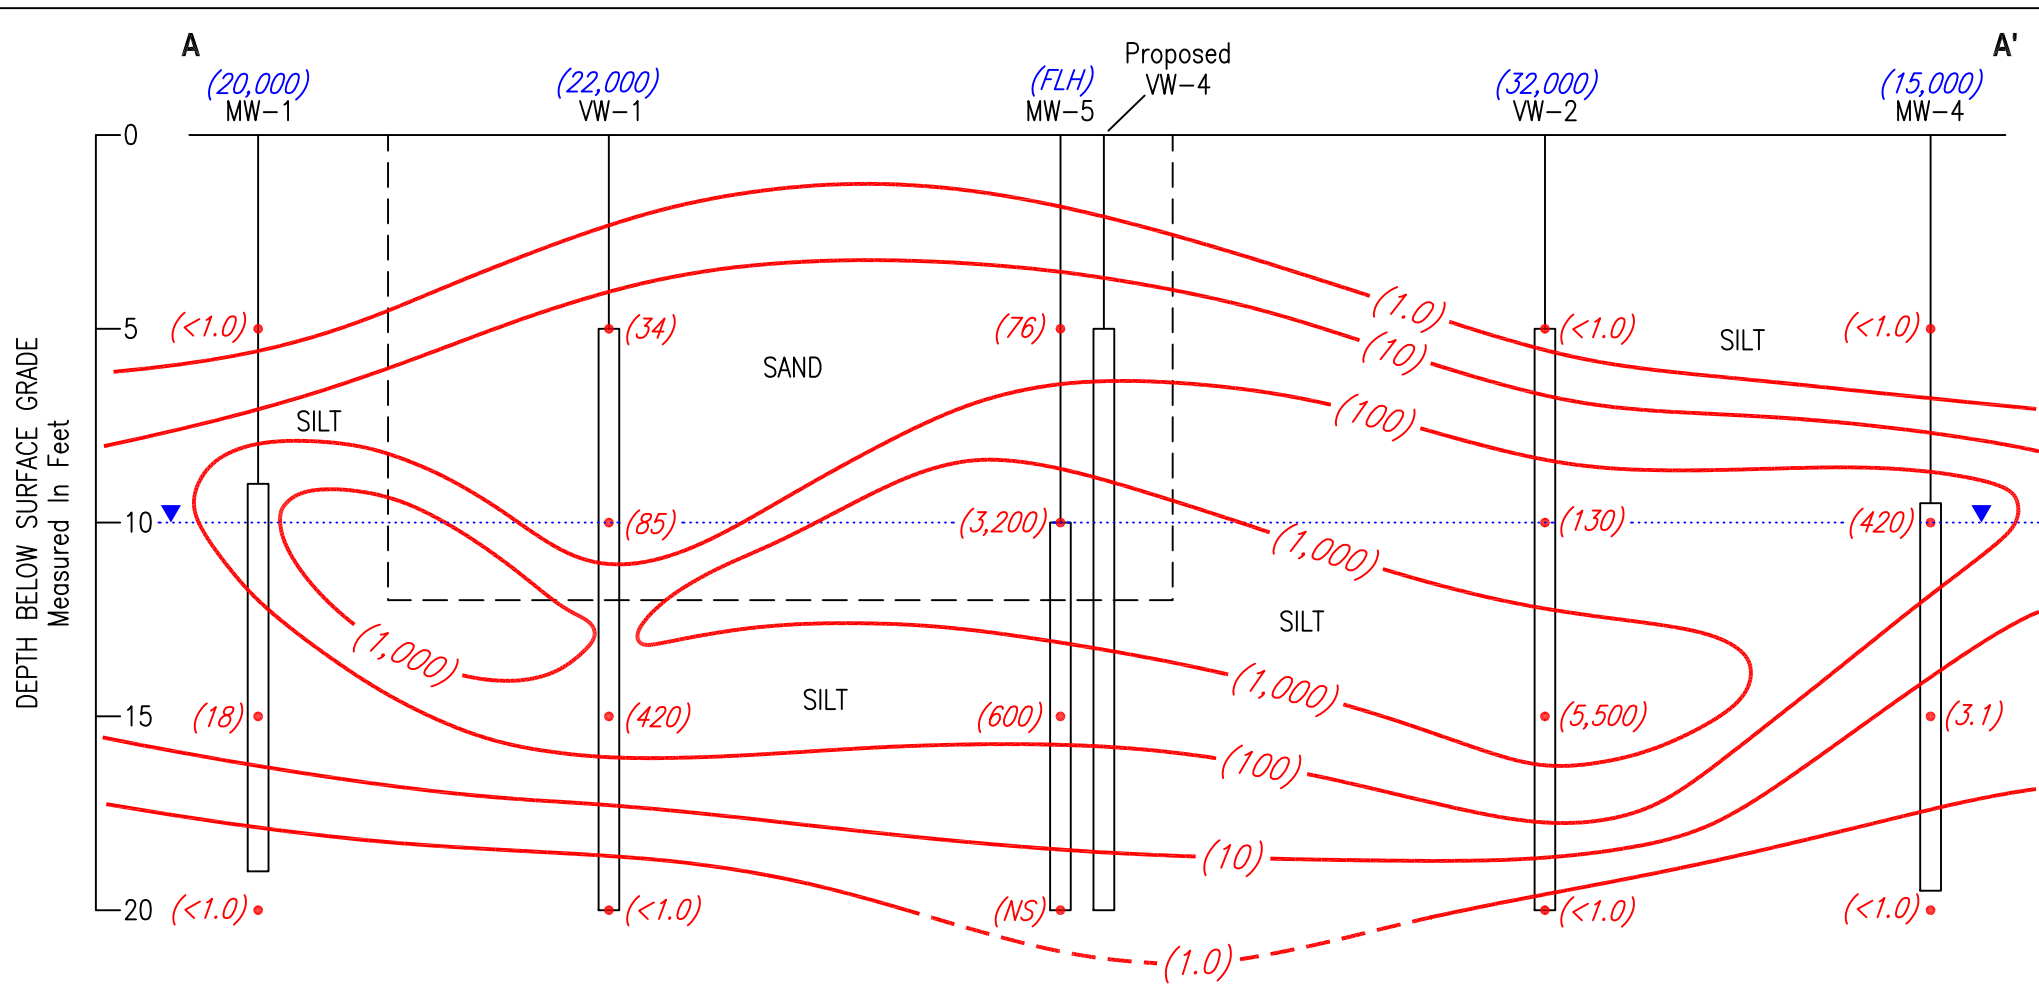 A
A'
Proposed
VW-4
(20,000)
MW-1
(22,000)
VW-1
(FLH)
MW-5
(32,000)
VW-2
(15,000)
MW-4
0
(1.0)
5
(<1.0)
(34)
(76)
(<1.0)
(<1.0)
SILT
(10)
SAND
SILT
(100)
10
(85)
(3,200)
(130)
(420)
(1,000)
SILT
(1,000)
(1,000)
SILT
15
(18)
(420)
(600)
(5,500)
(3.1)
(100)
(10)
20
(<1.0)
(<1.0)
(NS)
(<1.0)
(<1.0)
(1.0)
DEPTH BELOW SURFACE GRADE
Measured In Feet